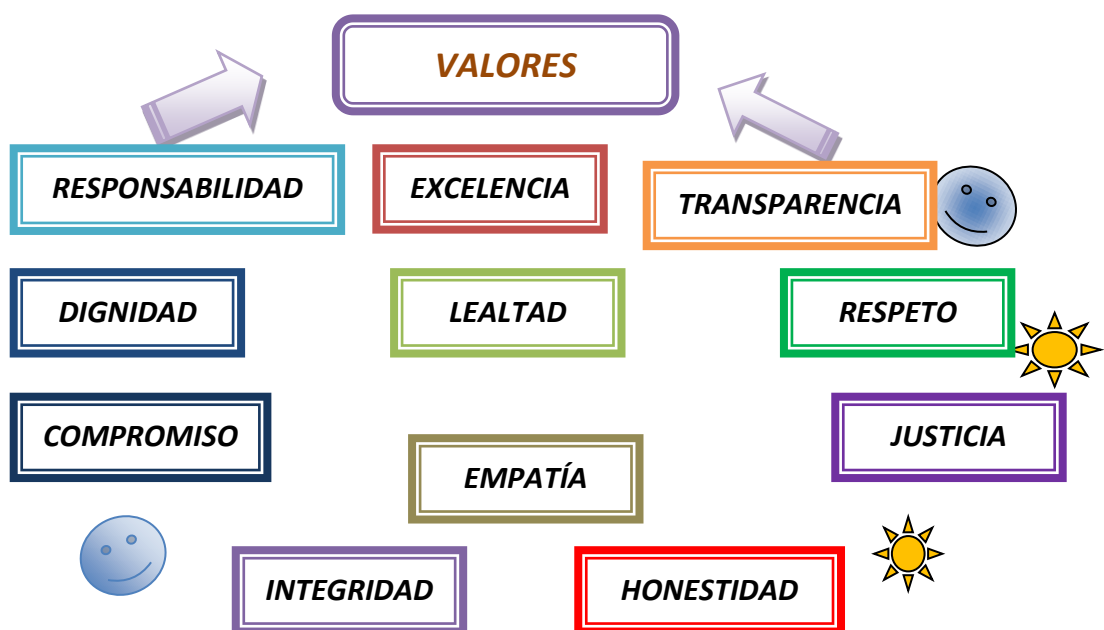 VALORES
RESPONSABILIDAD
EXCELENCIA
TRANSPARENCIA
DIGNIDAD
LEALTAD
RESPETO
COMPROMISO
JUSTICIA
EMPATÍA
INTEGRIDAD
HONESTIDAD